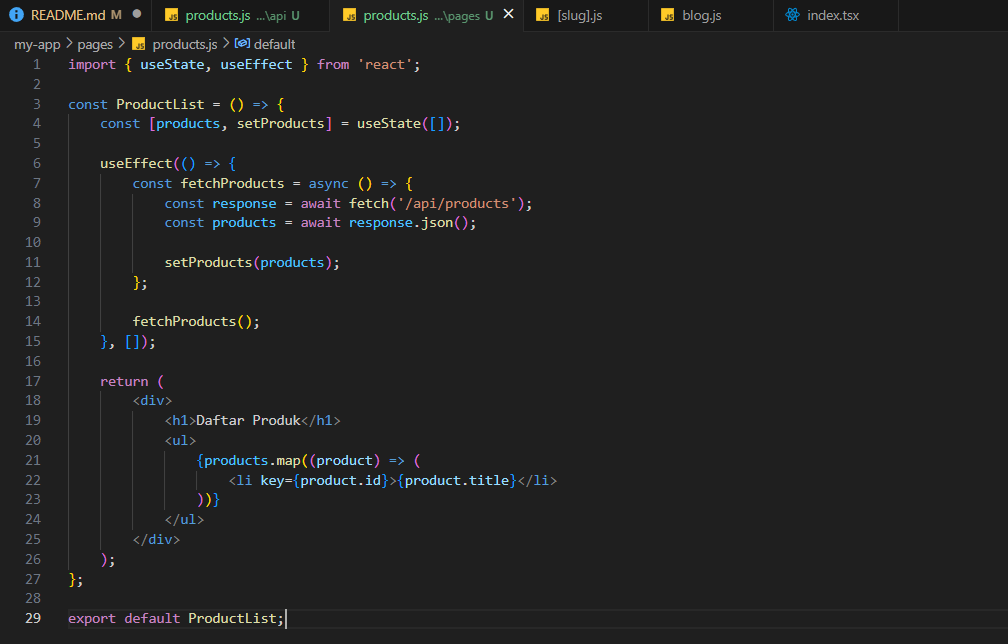 README.md M ● products.js ...\api U products.js ...\pages U × [slug].js blog.js index.tsx
my-app > pages > products.js > default
1 import { useState, useEffect } from 'react';
2
3 const ProductList = () => {
4     const [products, setProducts] = useState([]);
5
6     useEffect(() => {
7         const fetchProducts = async () => {
8             const response = await fetch('/api/products');
9             const products = await response.json();
10
11             setProducts(products);
12         };
13
14         fetchProducts();
15     }, []);
16
17     return (
18         <div>
19             <h1>Daftar Produk</h1>
20             <ul>
21                 {products.map((product) => (
22                     <li key={product.id}>{product.title}</li>
23                 ))}
24             </ul>
25         </div>
26     );
27 };
28
29 export default ProductList;